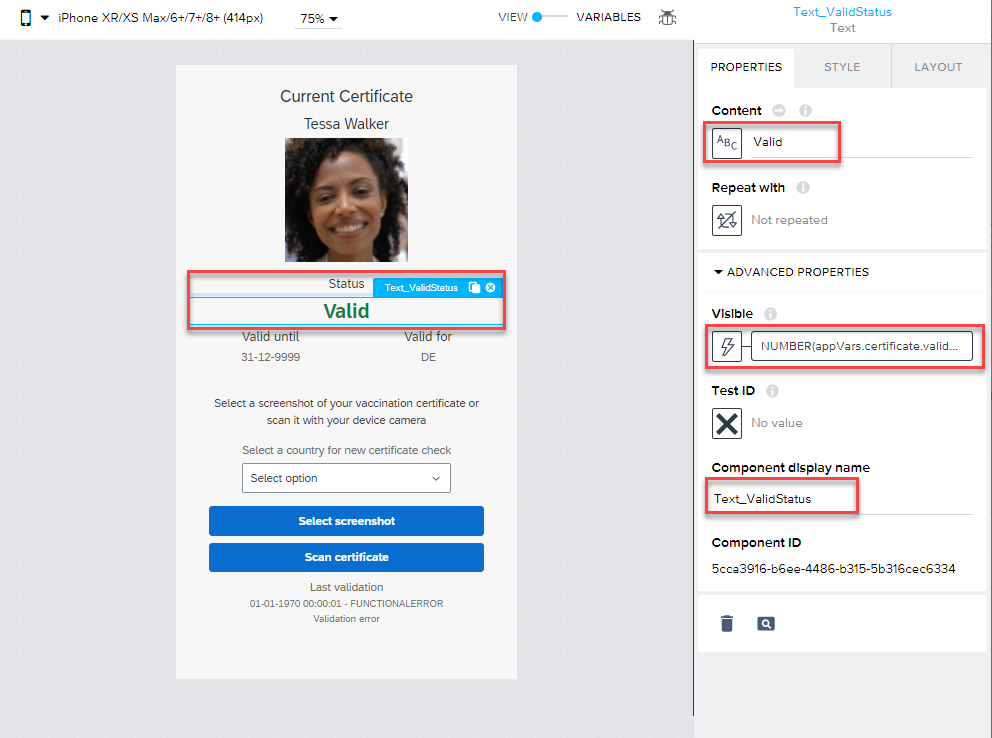 iPhone XR/XS Max/6+/7+/8+ (414px)
75%
VIEW
VARIABLES
Text_ValidStatus
Text
PROPERTIES
STYLE
LAYOUT
Content
ABC
Valid
Repeat with
Not repeated
ADVANCED PROPERTIES
Visible
NUMBER(appVars.certificate.valid...
Test ID
No value
Component display name
Text_ValidStatus
Component ID
5cca3916-b6ee-4486-b315-5b316cec6334
Current Certificate
Tessa Walker
Status
Text_ValidStatus
Valid
Valid until
Valid for
31-12-9999
DE
Select a screenshot of your vaccination certificate or
scan it with your device camera
Select a country for new certificate check
Select option
Select screenshot
Scan certificate
Last validation
01-01-1970 00:00:01 - FUNCTIONALERROR
Validation error